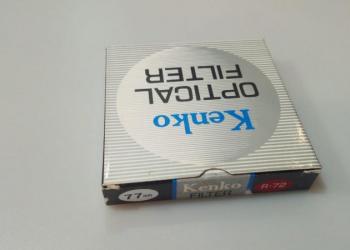 Kenko
OPTICAL
FILTER
77mm
Kenko
FILTER
R-72